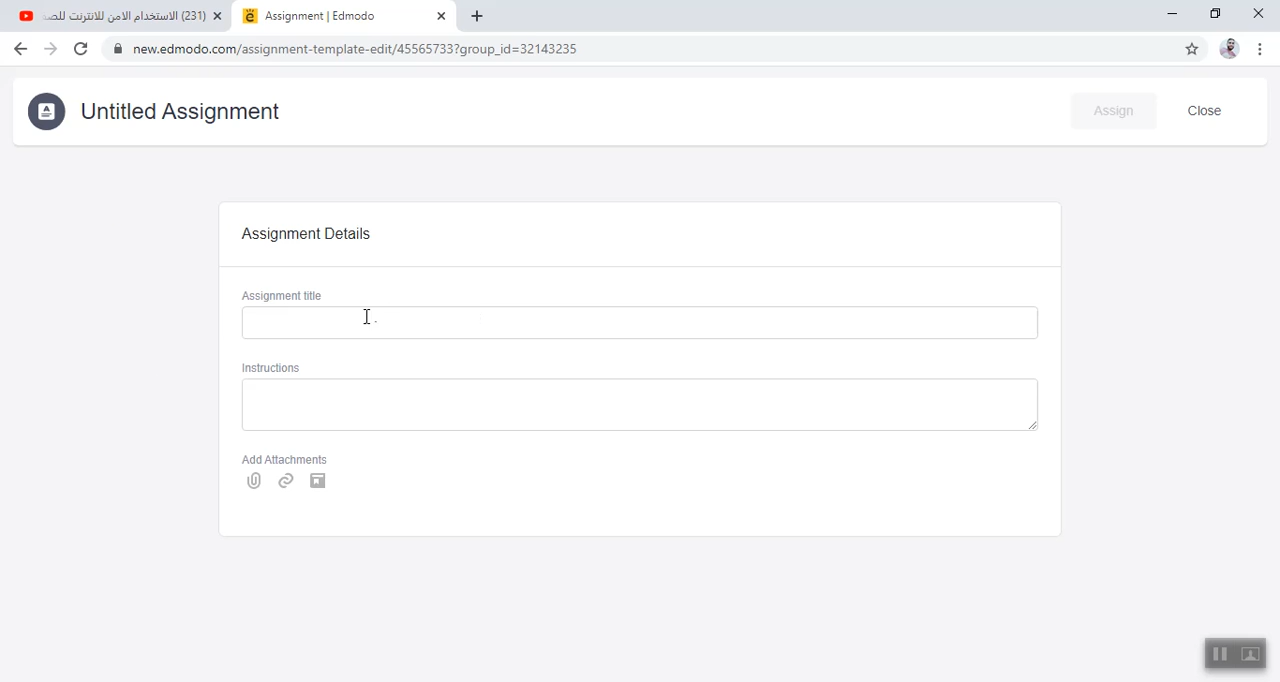 (231) الاستخدام الامن للانترنت للصـ
Assignment | Edmodo
new.edmodo.com/assignment-template-edit/45565733?group_id=32143235
Untitled Assignment
Assign
Close
Assignment Details
Assignment title
Instructions
Add Attachments